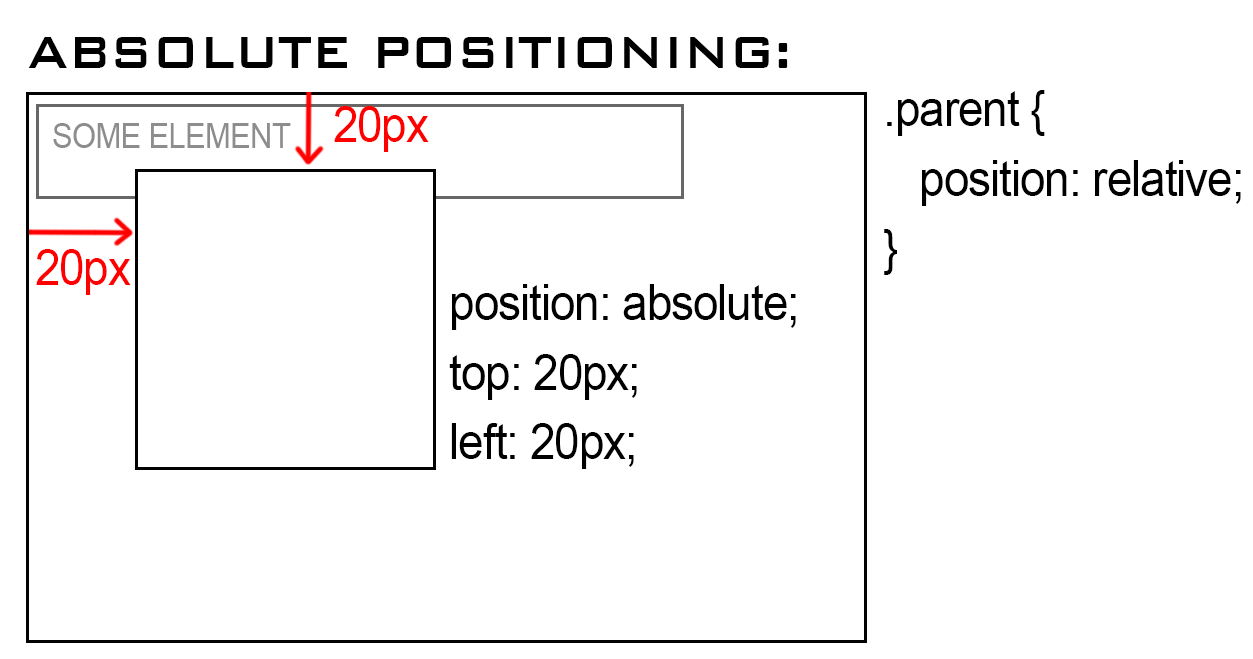 ABSOLUTE POSITIONING:
SOME ELEMENT
20px
20px
position: absolute;
top: 20px;
left: 20px;
.parent {
position: relative;
}